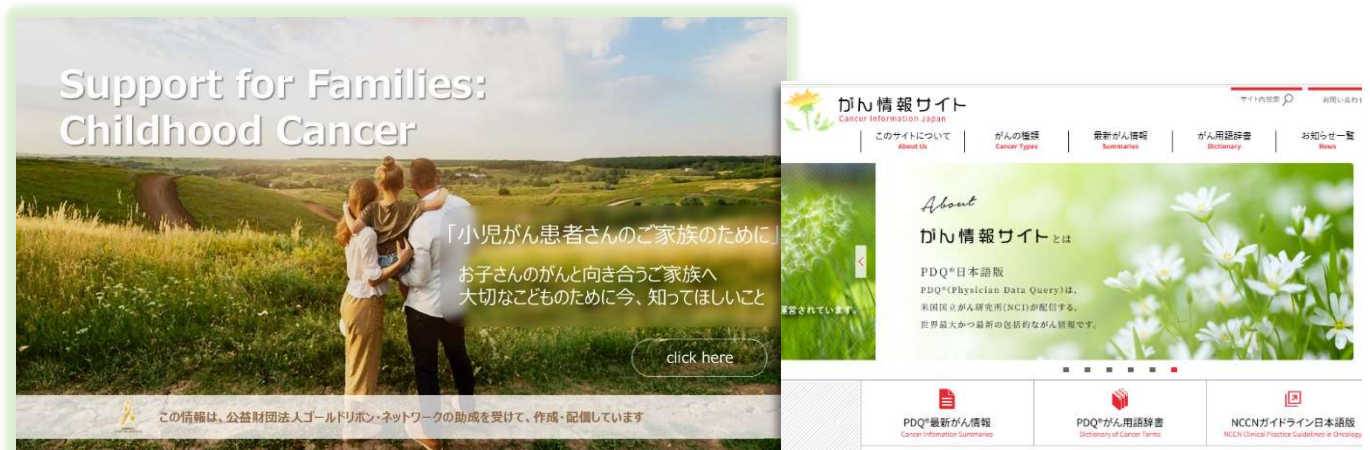 Support for Families:
Childhood Cancer
「小児がん患者さんのご家族のために」
お子さんのがんと向き合うご家族へ
大切なこどものために今、知ってほしいこと
click here
この情報は、公益財団法人ゴールドリボン・ネットワークの助成を受けて、作成・配信しています
がん情報サイト
Cancer Information Japan
サイト内検索
お問い合わせ
このサイトについて
About Us
がんの種類
Cancer Types
最新がん情報
Summaries
がん用語辞書
Dictionary
お知らせ一覧
News
About
がん情報サイトとは
PDQ®日本語版
PDQ®(Physician Data Query)は、
米国国立がん研究所(NCI)が配信する、
世界最大かつ最新の包括的ながん情報です。
運営されています。
PDQ®最新がん情報
Cancer Infomation Summaries
PDQ®がん用語辞書
Dictionary of Cancer Terms
NCCNガイドライン日本語版
NCCN Clinical Practice Guidelines in Oncology